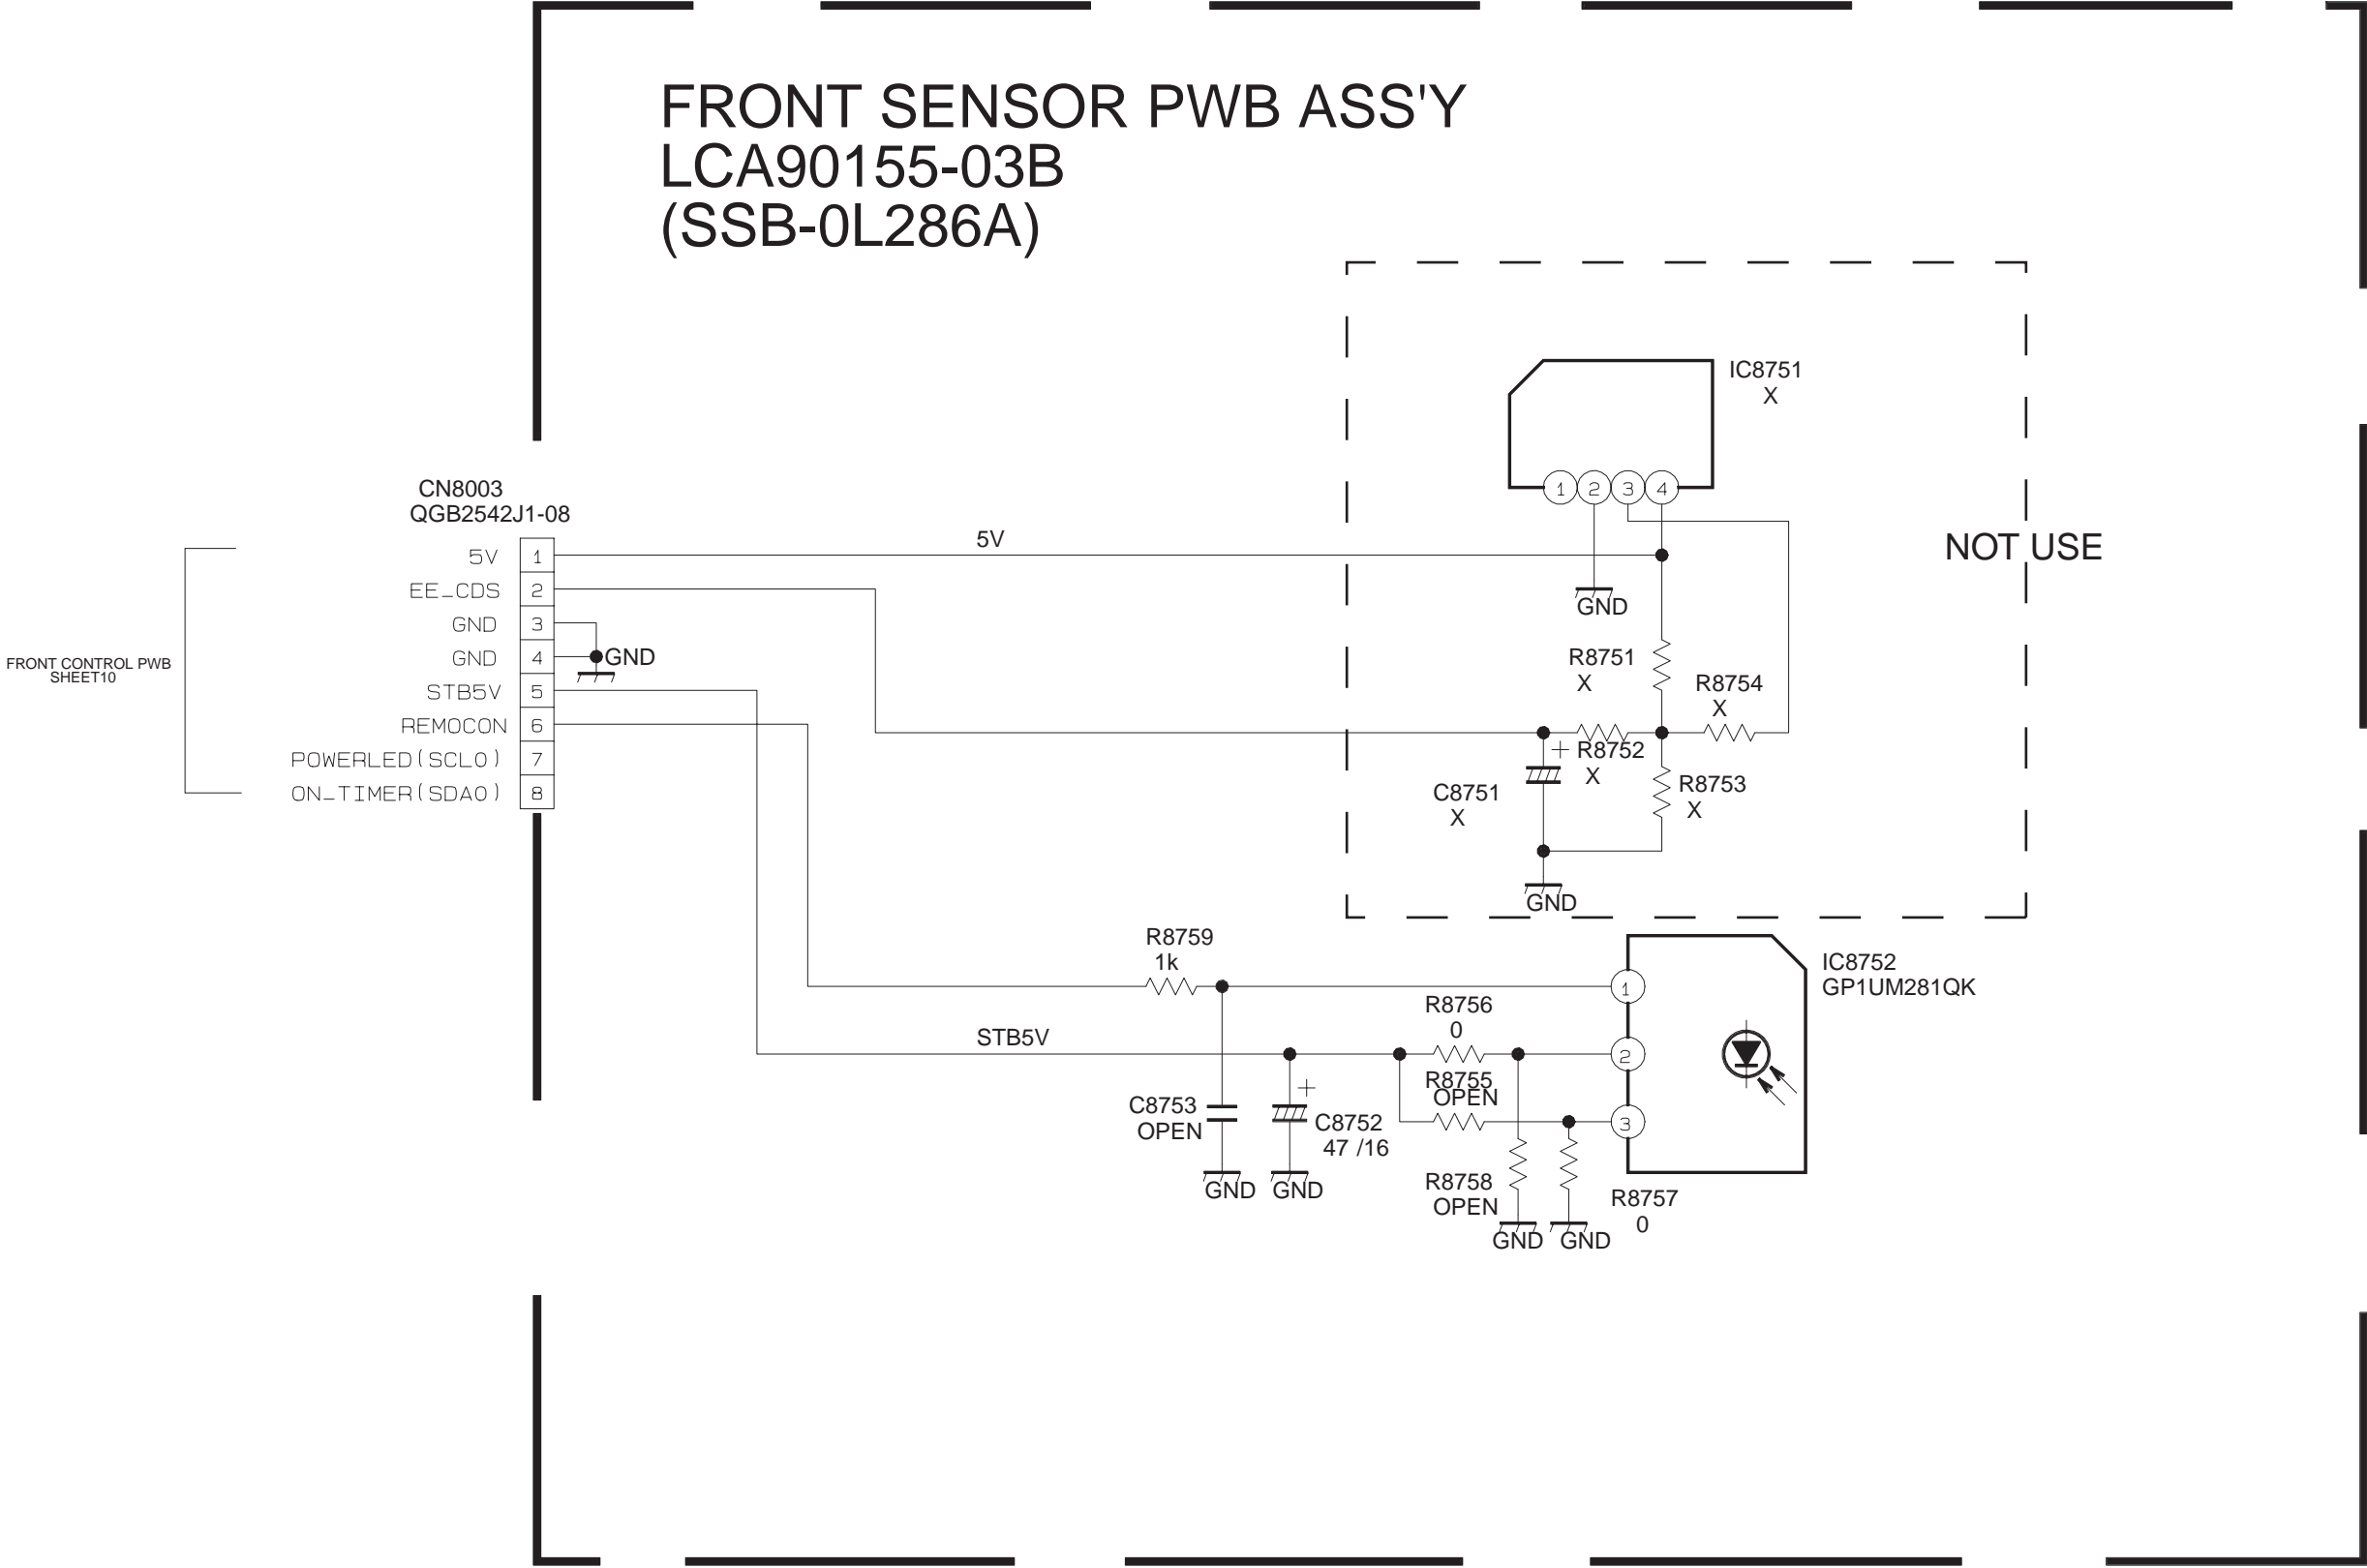 FRONT SENSOR PWB ASS'Y
LCA90155-03B
(SSB-0L286A)
IC8751
X
1 2 3 4
NOT USE
GND
R8751
X
R8754
X
R8752
X
R8753
X
C8751
X
GND
CN8003
QGB2542J1-08
5V 1
EE_CDS 2
GND 3
GND 4
STB5V 5
REMOCON 6
POWERLED(SCL0) 7
ON_TIMER(SDA0) 8
FRONT CONTROL PWB
SHEET10
GND
5V
R8759
1k
STB5V
C8753
OPEN
GND
C8752
47 /16
GND
R8756
0
R8755
OPEN
R8758
OPEN
GND
GND
R8757
0
IC8752
GP1UM281QK
1
2
3